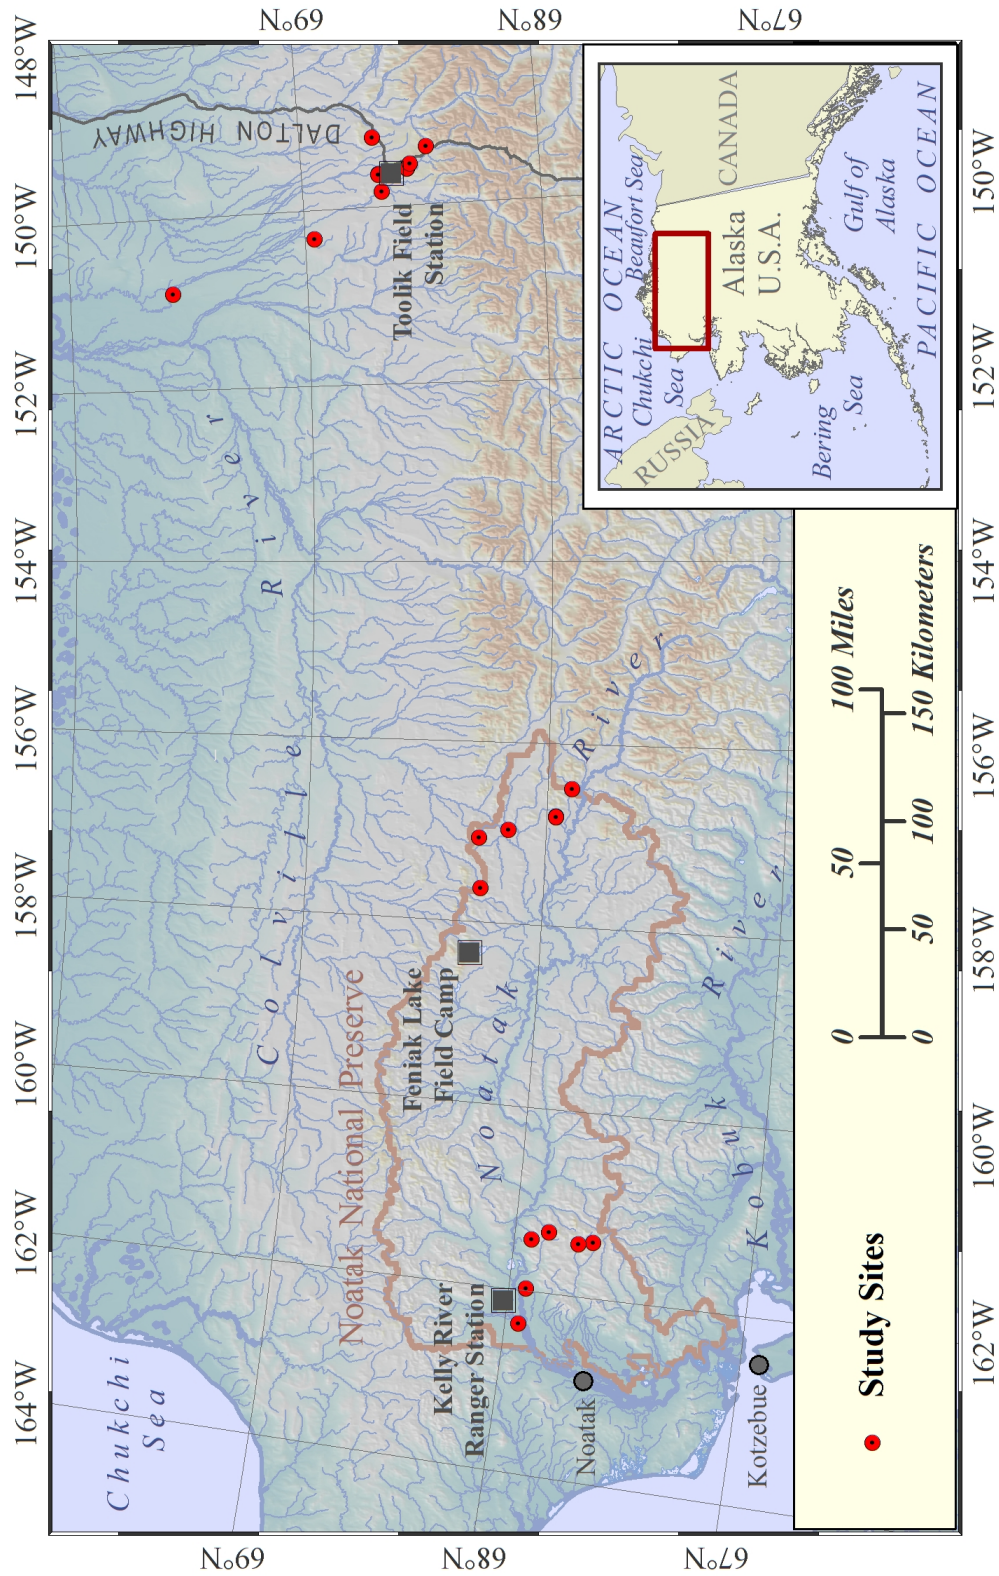 148°W
150°W
152°W
154°W
156°W
158°W
160°W
162°W
164°W
69°N
68°N
67°N
Chukchi
Sea
Colville River
DALTON HIGHWAY
Toolik Field
Station
Noatak National Preserve
Feniak Lake
Field Camp
Noatak River
Kelly River
Ranger Station
Noatak
Kotzebue
Kobuk River
69°N
68°N
67°N
162°W
160°W
158°W
156°W
154°W
152°W
150°W
Study Sites
0 50 100 Miles
0 50 100 150 Kilometers
ARCTIC OCEAN
Chukchi
Sea
Beaufort Sea
RUSSIA
Alaska
U.S.A.
CANADA
Bering
Sea
Gulf of
Alaska
PACIFIC OCEAN